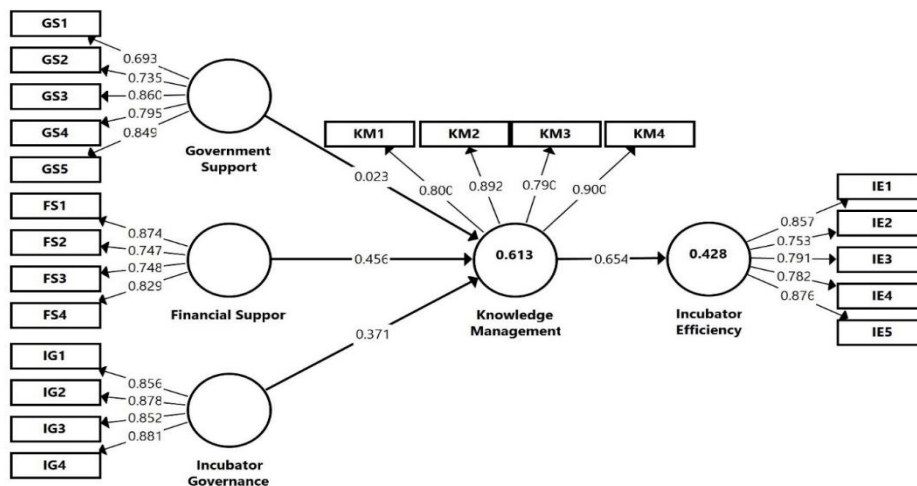 GS1
GS2
GS3
GS4
GS5
0.693
0.735
0.860
0.795
0.849
Government
Support
FS1
FS2
FS3
FS4
0.874
0.747
0.748
0.829
Financial Suppor
IG1
IG2
IG3
IG4
0.856
0.878
0.852
0.881
Incubator
Governance
0.023
0.456
0.371
KM1 KM2 KM3 KM4
0.800 0.892 0.790 0.900
0.613
Knowledge
Management
0.654
0.428
Incubator
Efficiency
0.857
0.753
0.791
0.782
0.876
IE1
IE2
IE3
IE4
IE5